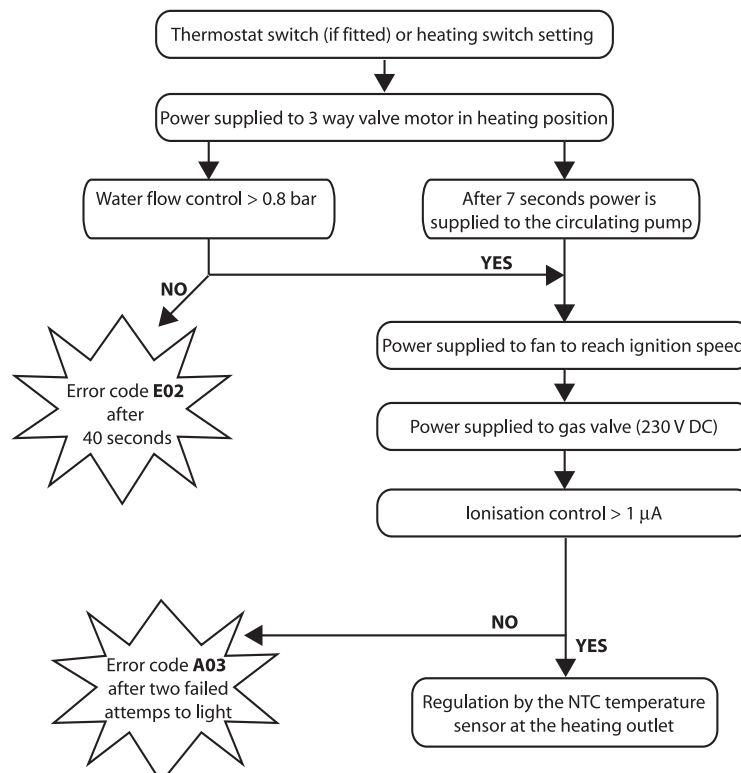 Thermostat switch (if fitted) or heating switch setting
Power supplied to 3 way valve motor in heating position
Water flow control > 0.8 bar
After 7 seconds power is
supplied to the circulating pump
YES
NO
Power supplied to fan to reach ignition speed
Error code E02
after
40 seconds
Power supplied to gas valve (230 V DC)
Ionisation control > 1 µA
NO
YES
Error code A03
after two failed
attemps to light
Regulation by the NTC temperature
sensor at the heating outlet